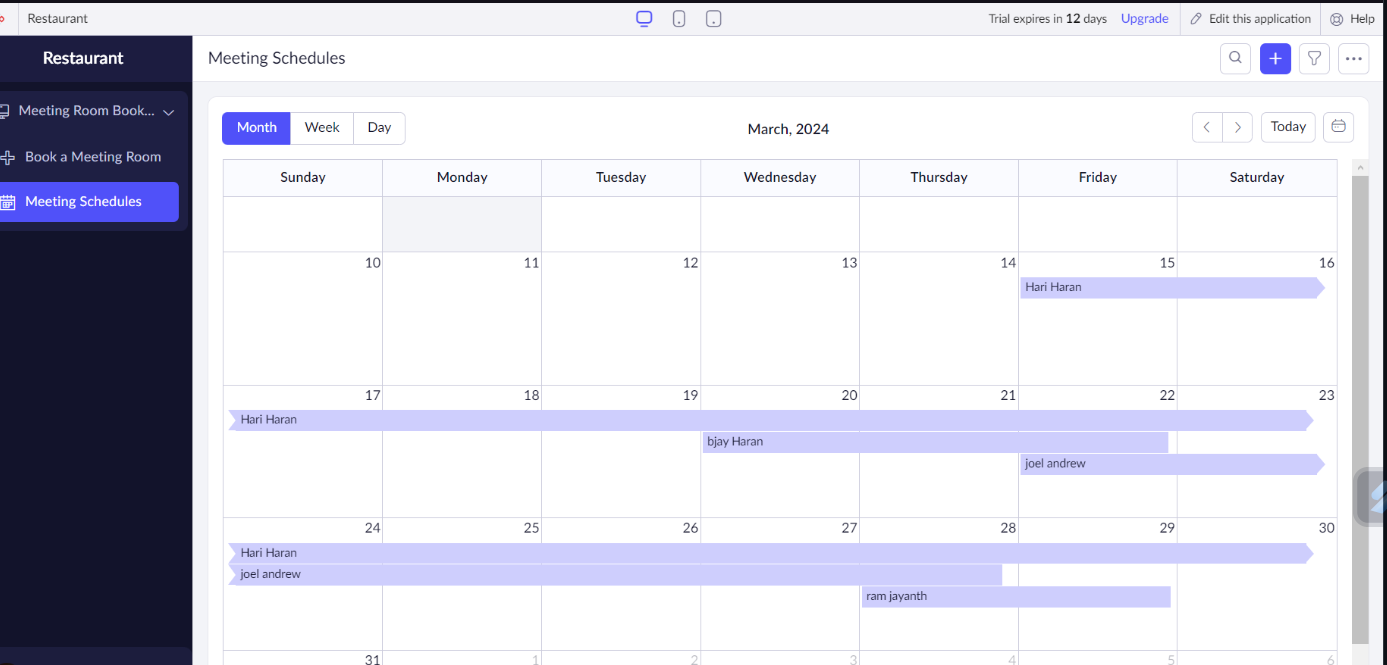 Restaurant
Trial expires in 12 days Upgrade Edit this application Help
Restaurant
Meeting Schedules
Meeting Room Book...
Book a Meeting Room
Meeting Schedules
Month Week Day
March, 2024
Today
Sunday Monday Tuesday Wednesday Thursday Friday Saturday
10 11 12 13 14 15 16
Hari Haran
17 18 19 20 21 22 23
Hari Haran
bjay Haran
joel andrew
24 25 26 27 28 29 30
Hari Haran
joel andrew
ram jayanth
31 1 2 3 4 5 6